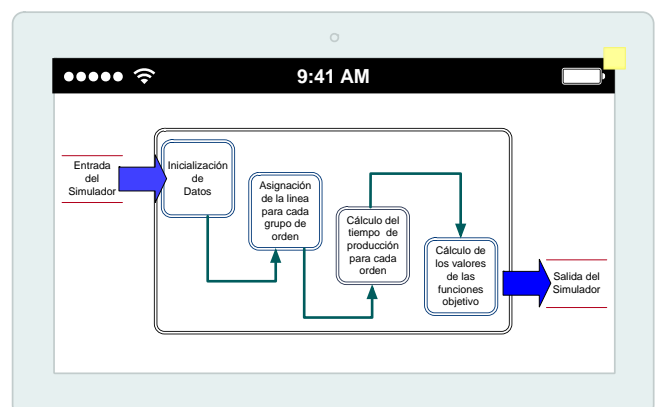 9:41 AM
Entrada
del
Simulador
Inicialización
de
Datos
Asignación
de la línea
para cada
grupo de
orden
Cálculo del
tiempo de
producción
para cada
orden
Cálculo de
los valores
de las
funciones
objetivo
Salida del
Simulador